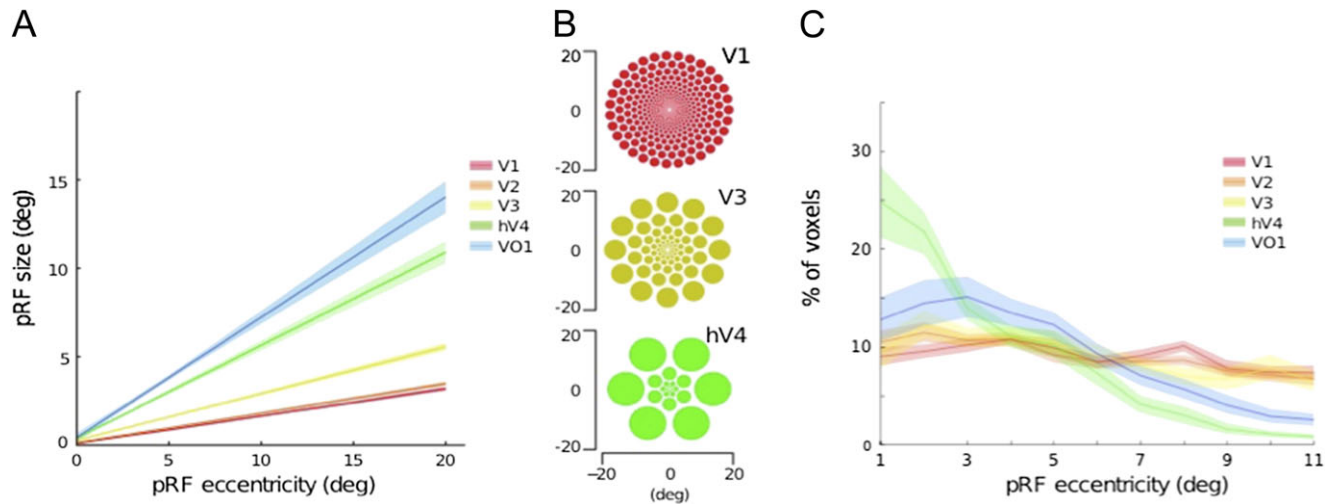 A
pRF size (deg)
15
10
5
0
0 5 10 15 20
pRF eccentricity (deg)
V1
V2
V3
hV4
VO1
B
V1
20
0
-20
V3
20
0
-20
hV4
20
0
-20
−20 0 20
(deg)
C
% of voxels
30
20
10
0
1 3 5 7 9 11
pRF eccentricity (deg)
V1
V2
V3
hV4
VO1